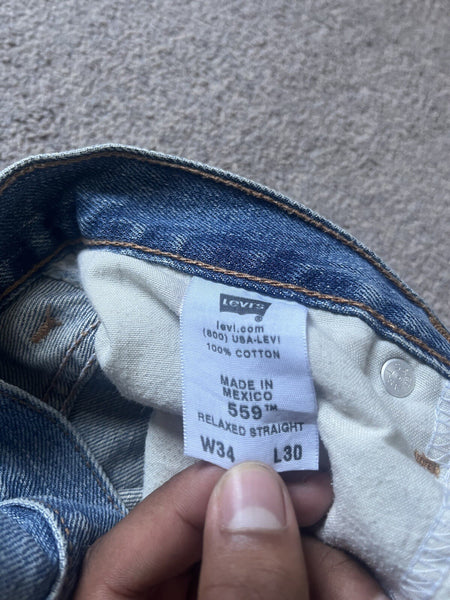 Levi's
levi.com
(800) USA-LEVI
100% COTTON
MADE IN
MEXICO
559™
RELAXED STRAIGHT
W34 L30